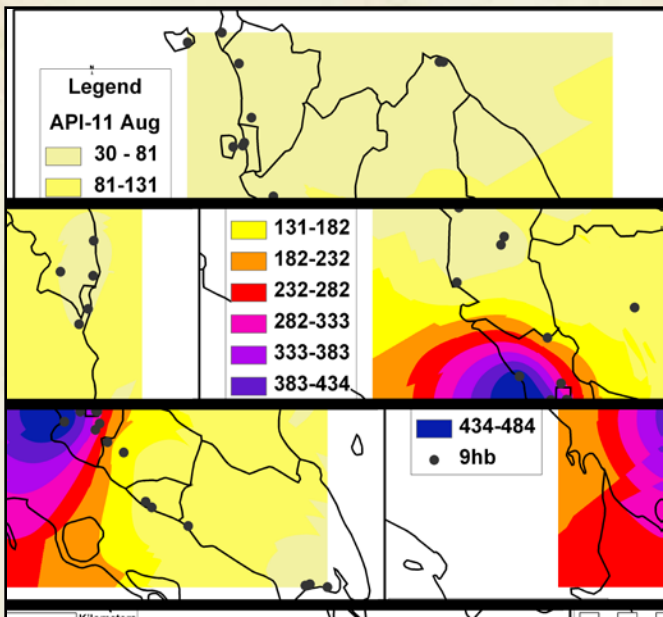 N
Legend
API-11 Aug
30 - 81
81-131
131-182
182-232
232-282
282-333
333-383
383-434
434-484
9hb
Kilometers